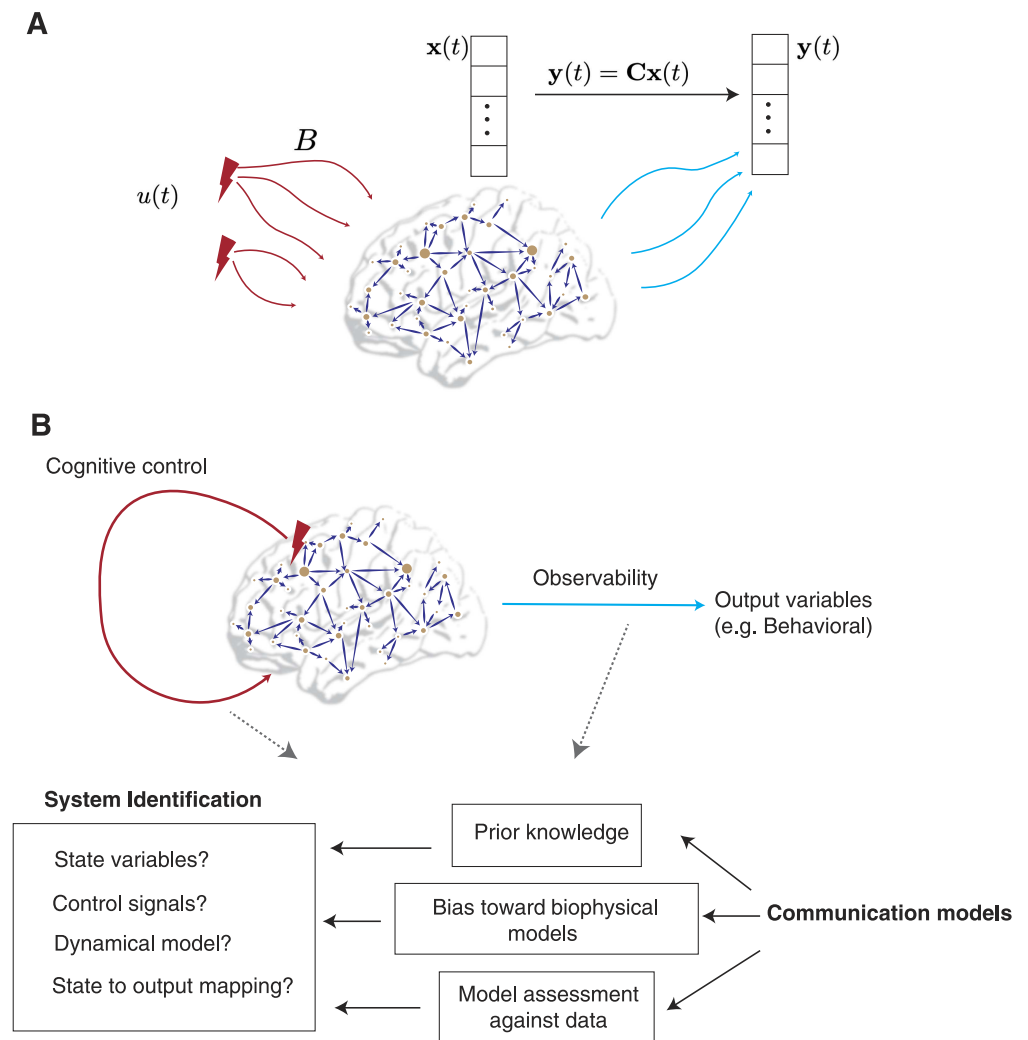 A
x(t)
y(t) = Cx(t)
y(t)
B
u(t)
B
Cognitive control
Observability
Output variables
(e.g. Behavioral)
System Identification
State variables?
Control signals?
Dynamical model?
State to output mapping?
Prior knowledge
Bias toward biophysical
models
Model assessment
against data
Communication models